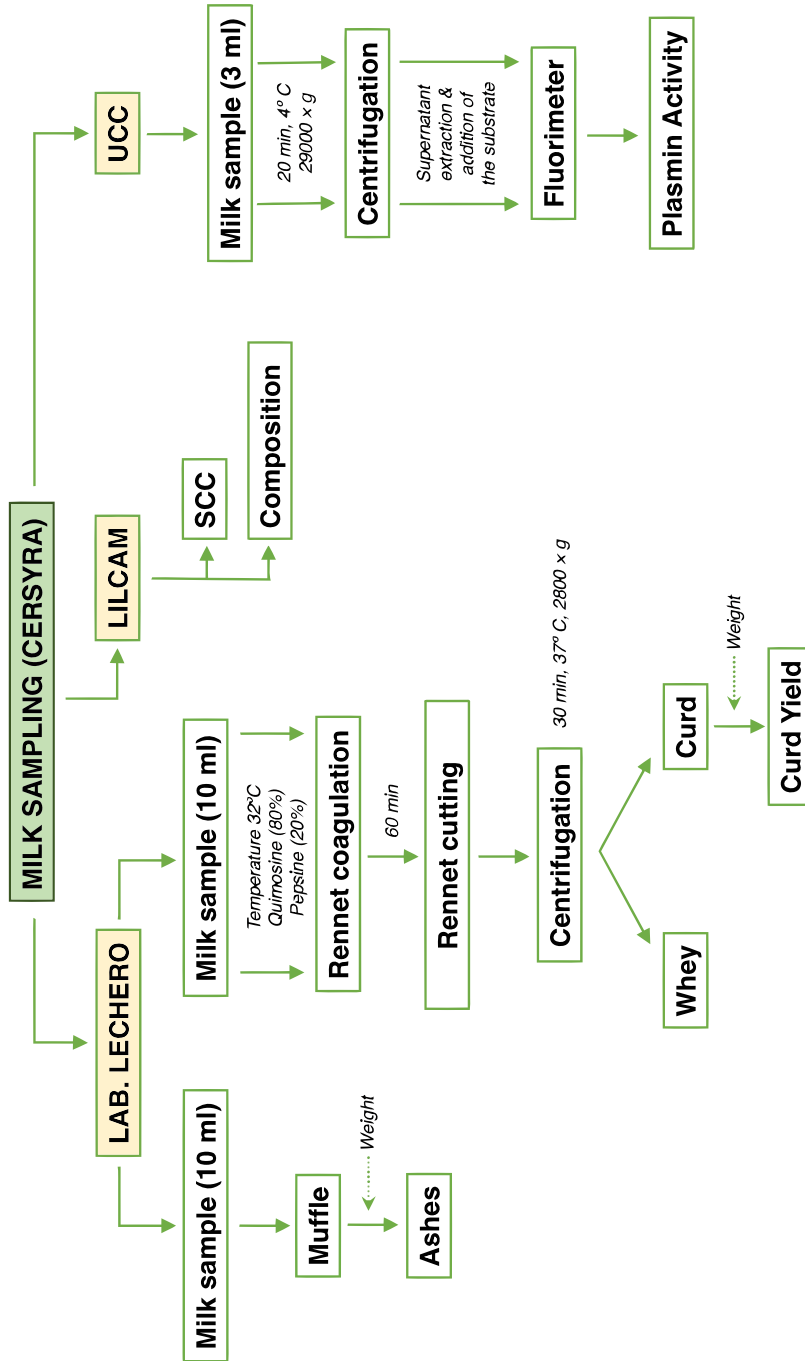 MILK SAMPLING (CERSYRA)
LAB. LECHERO
LILCAM
UCC
Milk sample (10 ml)
Muffle
Weight
Ashes
Milk sample (10 ml)
Temperature 32ºC
Quimosine (80%)
Pepsine (20%)
Rennet coagulation
60 min
Rennet cutting
Centrifugation
30 min, 37º C, 2800 × g
Whey
Curd
Weight
Curd Yield
SCC
Composition
Milk sample (3 ml)
20 min, 4º C
29000 × g
Centrifugation
Supernatant
extraction &
addition of
the substrate
Fluorimeter
Plasmin Activity